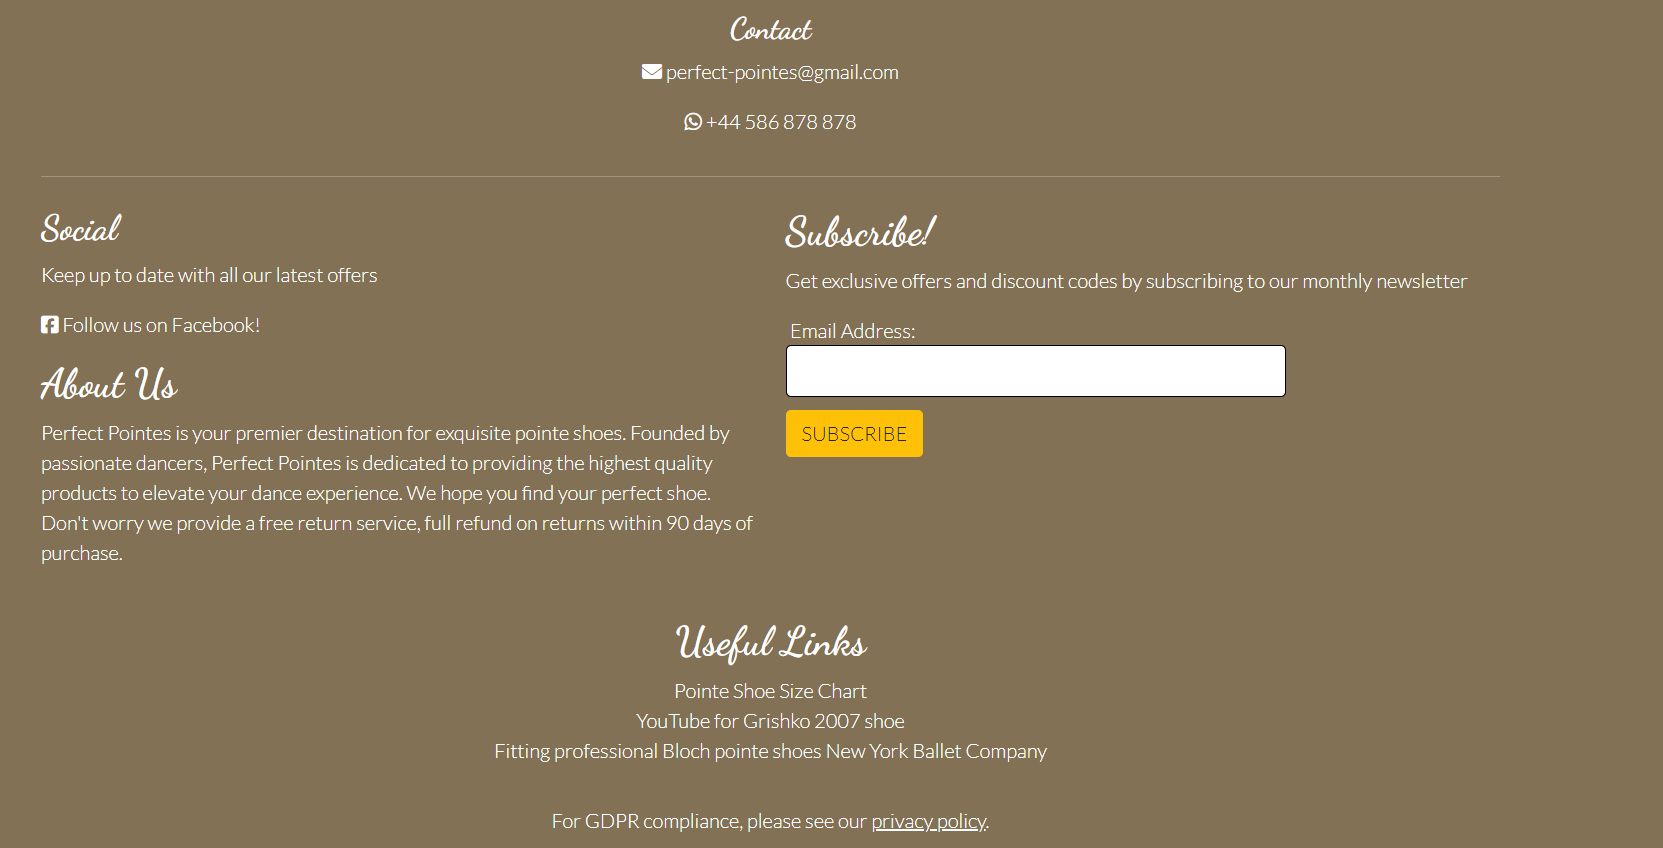 Contact
perfect-pointes@gmail.com
+44 586 878 878
Social
Keep up to date with all our latest offers
Follow us on Facebook!
About Us
Perfect Pointes is your premier destination for exquisite pointe shoes. Founded by
passionate dancers, Perfect Pointes is dedicated to providing the highest quality
products to elevate your dance experience. We hope you find your perfect shoe.
Don't worry we provide a free return service, full refund on returns within 90 days of
purchase.
Subscribe!
Get exclusive offers and discount codes by subscribing to our monthly newsletter
Email Address:
SUBSCRIBE
Useful Links
Pointe Shoe Size Chart
YouTube for Grishko 2007 shoe
Fitting professional Bloch pointe shoes New York Ballet Company
For GDPR compliance, please see our privacy policy.